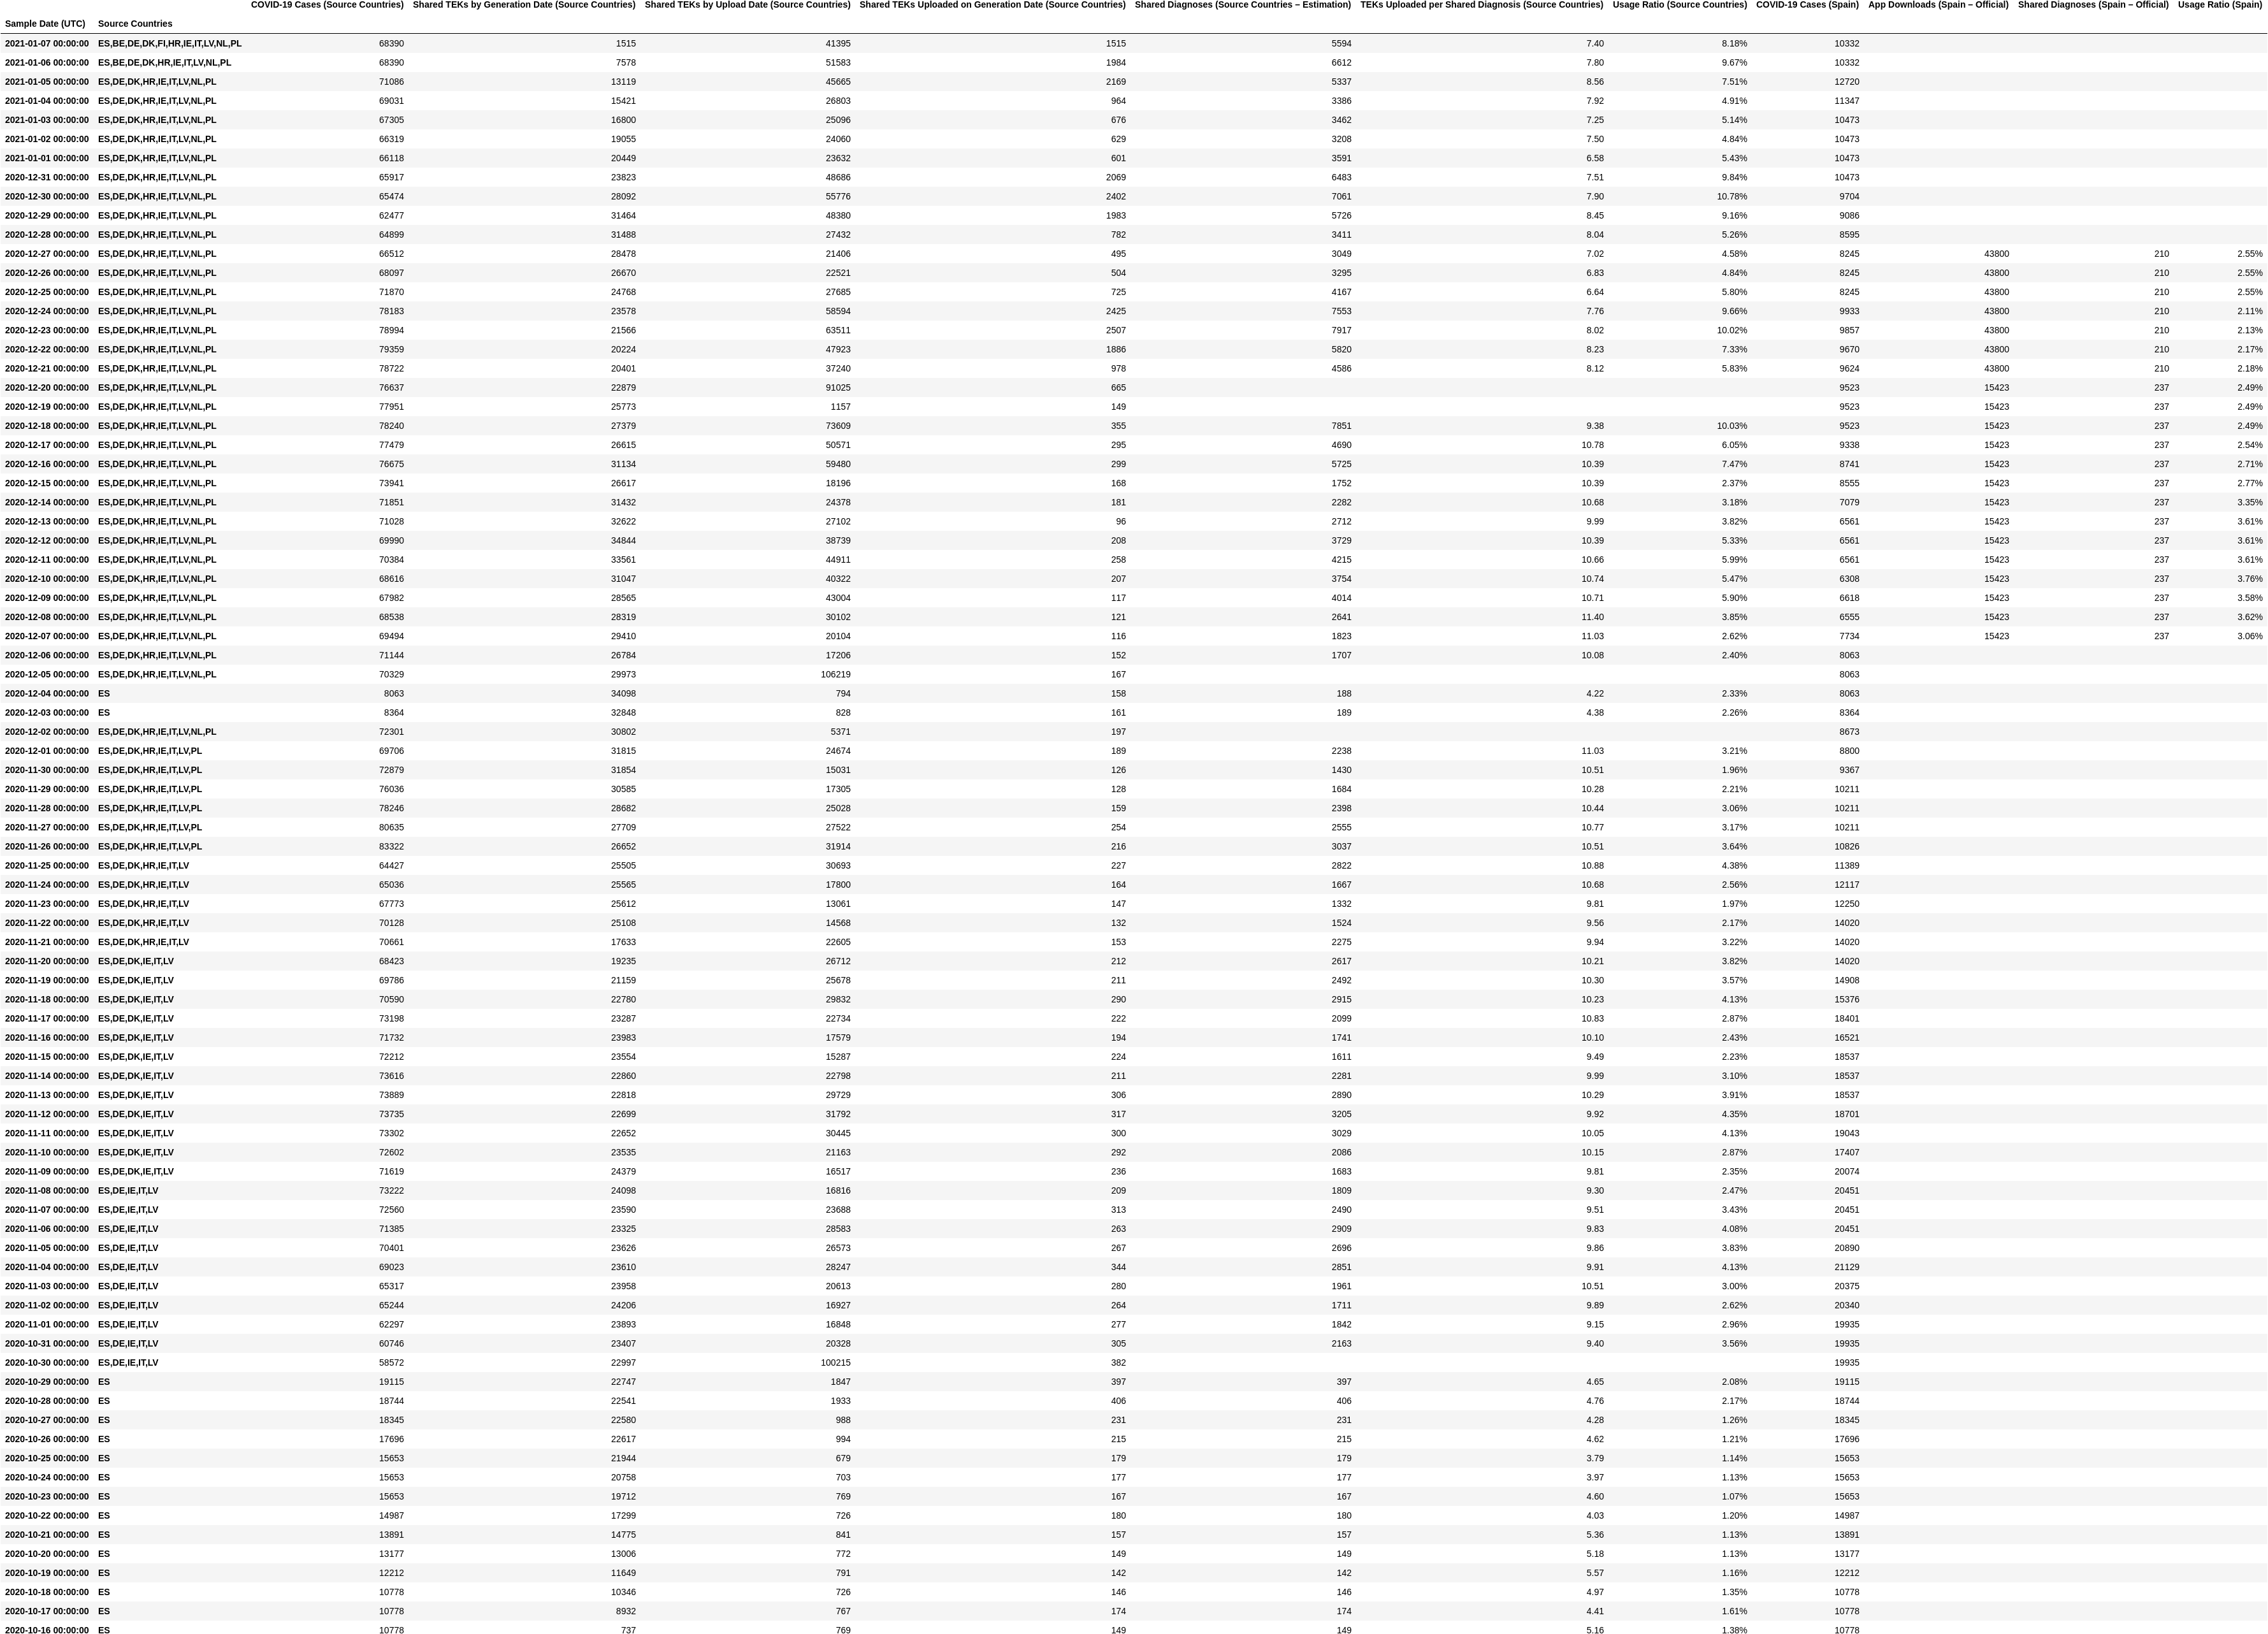 COVID-19 Cases (Source Countries) Shared TEKs by Generation Date (Source Countries) Shared TEKs by Upload Date (Source Countries) Shared TEKs Uploaded on Generation Date (Source Countries) Shared Diagnoses (Source Countries – Estimation) TEKs Uploaded per Shared Diagnosis (Source Countries) Usage Ratio (Source Countries) COVID-19 Cases (Spain) App Downloads (Spain – Official) Shared Diagnoses (Spain – Official) Usage Ratio (Spain)
Sample Date (UTC) Source Countries
2021-01-07 00:00:00 ES,BE,DE,DK,FI,HR,IE,IT,LV,NL,PL 68390 1515 41395 1515 5594 7.40 8.18% 10332
2021-01-06 00:00:00 ES,BE,DE,DK,HR,IE,IT,LV,NL,PL 68390 7578 51583 1984 6612 7.80 9.67% 10332
2021-01-05 00:00:00 ES,DE,DK,HR,IE,IT,LV,NL,PL 71086 13119 45665 2169 5337 8.56 7.51% 12720
2021-01-04 00:00:00 ES,DE,DK,HR,IE,IT,LV,NL,PL 69031 15421 26803 964 3386 7.92 4.91% 11347
2021-01-03 00:00:00 ES,DE,DK,HR,IE,IT,LV,NL,PL 67305 16800 25096 676 3462 7.25 5.14% 10473
2021-01-02 00:00:00 ES,DE,DK,HR,IE,IT,LV,NL,PL 66319 19055 24060 629 3208 7.50 4.84% 10473
2021-01-01 00:00:00 ES,DE,DK,HR,IE,IT,LV,NL,PL 66118 20449 23632 601 3591 6.58 5.43% 10473
2020-12-31 00:00:00 ES,DE,DK,HR,IE,IT,LV,NL,PL 65917 23823 48686 2069 6483 7.51 9.84% 10473
2020-12-30 00:00:00 ES,DE,DK,HR,IE,IT,LV,NL,PL 65474 28092 55776 2402 7061 7.90 10.78% 9704
2020-12-29 00:00:00 ES,DE,DK,HR,IE,IT,LV,NL,PL 62477 31464 48380 1983 5726 8.45 9.16% 9086
2020-12-28 00:00:00 ES,DE,DK,HR,IE,IT,LV,NL,PL 64899 31488 27432 782 3411 8.04 5.26% 8595
2020-12-27 00:00:00 ES,DE,DK,HR,IE,IT,LV,NL,PL 66512 28478 21406 495 3049 7.02 4.58% 8245 43800 210 2.55%
2020-12-26 00:00:00 ES,DE,DK,HR,IE,IT,LV,NL,PL 68097 26670 22521 504 3295 6.83 4.84% 8245 43800 210 2.55%
2020-12-25 00:00:00 ES,DE,DK,HR,IE,IT,LV,NL,PL 71870 24768 27685 725 4167 6.64 5.80% 8245 43800 210 2.55%
2020-12-24 00:00:00 ES,DE,DK,HR,IE,IT,LV,NL,PL 78183 23578 58594 2425 7553 7.76 9.66% 9933 43800 210 2.11%
2020-12-23 00:00:00 ES,DE,DK,HR,IE,IT,LV,NL,PL 78994 21566 63511 2507 7917 8.02 10.02% 9857 43800 210 2.13%
2020-12-22 00:00:00 ES,DE,DK,HR,IE,IT,LV,NL,PL 79359 20224 47923 1886 5820 8.23 7.33% 9670 43800 210 2.17%
2020-12-21 00:00:00 ES,DE,DK,HR,IE,IT,LV,NL,PL 78722 20401 37240 978 4586 8.12 5.83% 9624 43800 210 2.18%
2020-12-20 00:00:00 ES,DE,DK,HR,IE,IT,LV,NL,PL 76637 22879 91025 665 9523 15423 237 2.49%
2020-12-19 00:00:00 ES,DE,DK,HR,IE,IT,LV,NL,PL 77951 25773 1157 149 9523 15423 237 2.49%
2020-12-18 00:00:00 ES,DE,DK,HR,IE,IT,LV,NL,PL 78240 27379 73609 355 7851 9.38 10.03% 9523 15423 237 2.49%
2020-12-17 00:00:00 ES,DE,DK,HR,IE,IT,LV,NL,PL 77479 26615 50571 295 4690 10.78 6.05% 9338 15423 237 2.54%
2020-12-16 00:00:00 ES,DE,DK,HR,IE,IT,LV,NL,PL 76675 31134 59480 299 5725 10.39 7.47% 8741 15423 237 2.71%
2020-12-15 00:00:00 ES,DE,DK,HR,IE,IT,LV,NL,PL 73941 26617 18196 168 1752 10.39 2.37% 8555 15423 237 2.77%
2020-12-14 00:00:00 ES,DE,DK,HR,IE,IT,LV,NL,PL 71851 31432 24378 181 2282 10.68 3.18% 7079 15423 237 3.35%
2020-12-13 00:00:00 ES,DE,DK,HR,IE,IT,LV,NL,PL 71028 32622 27102 96 2712 9.99 3.82% 6561 15423 237 3.61%
2020-12-12 00:00:00 ES,DE,DK,HR,IE,IT,LV,NL,PL 69990 34844 38739 208 3729 10.39 5.33% 6561 15423 237 3.61%
2020-12-11 00:00:00 ES,DE,DK,HR,IE,IT,LV,NL,PL 70384 33561 44911 258 4215 10.66 5.99% 6561 15423 237 3.61%
2020-12-10 00:00:00 ES,DE,DK,HR,IE,IT,LV,NL,PL 68616 31047 40322 207 3754 10.74 5.47% 6308 15423 237 3.76%
2020-12-09 00:00:00 ES,DE,DK,HR,IE,IT,LV,NL,PL 67982 28565 43004 117 4014 10.71 5.90% 6618 15423 237 3.58%
2020-12-08 00:00:00 ES,DE,DK,HR,IE,IT,LV,NL,PL 68538 28319 30102 121 2641 11.40 3.85% 6555 15423 237 3.62%
2020-12-07 00:00:00 ES,DE,DK,HR,IE,IT,LV,NL,PL 69494 29410 20104 116 1823 11.03 2.62% 7734 15423 237 3.06%
2020-12-06 00:00:00 ES,DE,DK,HR,IE,IT,LV,NL,PL 71144 26784 17206 152 1707 10.08 2.40% 8063
2020-12-05 00:00:00 ES,DE,DK,HR,IE,IT,LV,NL,PL 70329 29973 106219 167 8063
2020-12-04 00:00:00 ES 8063 34098 794 158 188 4.22 2.33% 8063
2020-12-03 00:00:00 ES 8364 32848 828 161 189 4.38 2.26% 8364
2020-12-02 00:00:00 ES,DE,DK,HR,IE,IT,LV,NL,PL 72301 30802 5371 197 8673
2020-12-01 00:00:00 ES,DE,DK,HR,IE,IT,LV,PL 69706 31815 24674 189 2238 11.03 3.21% 8800
2020-11-30 00:00:00 ES,DE,DK,HR,IE,IT,LV,PL 72879 31854 15031 126 1430 10.51 1.96% 9367
2020-11-29 00:00:00 ES,DE,DK,HR,IE,IT,LV,PL 76036 30585 17305 128 1684 10.28 2.21% 10211
2020-11-28 00:00:00 ES,DE,DK,HR,IE,IT,LV,PL 78246 28682 25028 159 2398 10.44 3.06% 10211
2020-11-27 00:00:00 ES,DE,DK,HR,IE,IT,LV,PL 80635 27709 27522 254 2555 10.77 3.17% 10211
2020-11-26 00:00:00 ES,DE,DK,HR,IE,IT,LV,PL 83322 26652 31914 216 3037 10.51 3.64% 10826
2020-11-25 00:00:00 ES,DE,DK,HR,IE,IT,LV 64427 25505 30693 227 2822 10.88 4.38% 11389
2020-11-24 00:00:00 ES,DE,DK,HR,IE,IT,LV 65036 25565 17800 164 1667 10.68 2.56% 12117
2020-11-23 00:00:00 ES,DE,DK,HR,IE,IT,LV 67773 25612 13061 147 1332 9.81 1.97% 12250
2020-11-22 00:00:00 ES,DE,DK,HR,IE,IT,LV 70128 25108 14568 132 1524 9.56 2.17% 14020
2020-11-21 00:00:00 ES,DE,DK,HR,IE,IT,LV 70661 17633 22605 153 2275 9.94 3.22% 14020
2020-11-20 00:00:00 ES,DE,DK,IE,IT,LV 68423 19235 26712 212 2617 10.21 3.82% 14020
2020-11-19 00:00:00 ES,DE,DK,IE,IT,LV 69786 21159 25678 211 2492 10.30 3.57% 14908
2020-11-18 00:00:00 ES,DE,DK,IE,IT,LV 70590 22780 29832 290 2915 10.23 4.13% 15376
2020-11-17 00:00:00 ES,DE,DK,IE,IT,LV 73198 23287 22734 222 2099 10.83 2.87% 18401
2020-11-16 00:00:00 ES,DE,DK,IE,IT,LV 71732 23983 17579 194 1741 10.10 2.43% 16521
2020-11-15 00:00:00 ES,DE,DK,IE,IT,LV 72212 23554 15287 224 1611 9.49 2.23% 18537
2020-11-14 00:00:00 ES,DE,DK,IE,IT,LV 73616 22860 22798 211 2281 9.99 3.10% 18537
2020-11-13 00:00:00 ES,DE,DK,IE,IT,LV 73889 22818 29729 306 2890 10.29 3.91% 18537
2020-11-12 00:00:00 ES,DE,DK,IE,IT,LV 73735 22699 31792 317 3205 9.92 4.35% 18701
2020-11-11 00:00:00 ES,DE,DK,IE,IT,LV 73302 22652 30445 300 3029 10.05 4.13% 19043
2020-11-10 00:00:00 ES,DE,DK,IE,IT,LV 72602 23535 21163 292 2086 10.15 2.87% 17407
2020-11-09 00:00:00 ES,DE,DK,IE,IT,LV 71619 24379 16517 236 1683 9.81 2.35% 20074
2020-11-08 00:00:00 ES,DE,IE,IT,LV 73222 24098 16816 209 1809 9.30 2.47% 20451
2020-11-07 00:00:00 ES,DE,IE,IT,LV 72560 23590 23688 313 2490 9.51 3.43% 20451
2020-11-06 00:00:00 ES,DE,IE,IT,LV 71385 23325 28583 263 2909 9.83 4.08% 20451
2020-11-05 00:00:00 ES,DE,IE,IT,LV 70401 23626 26573 267 2696 9.86 3.83% 20890
2020-11-04 00:00:00 ES,DE,IE,IT,LV 69023 23610 28247 344 2851 9.91 4.13% 21129
2020-11-03 00:00:00 ES,DE,IE,IT,LV 65317 23958 20613 280 1961 10.51 3.00% 20375
2020-11-02 00:00:00 ES,DE,IE,IT,LV 65244 24206 16927 264 1711 9.89 2.62% 20340
2020-11-01 00:00:00 ES,DE,IE,IT,LV 62297 23893 16848 277 1842 9.15 2.96% 19935
2020-10-31 00:00:00 ES,DE,IE,IT,LV 60746 23407 20328 305 2163 9.40 3.56% 19935
2020-10-30 00:00:00 ES,DE,IE,IT,LV 58572 22997 100215 382 19935
2020-10-29 00:00:00 ES 19115 22747 1847 397 397 4.65 2.08% 19115
2020-10-28 00:00:00 ES 18744 22541 1933 406 406 4.76 2.17% 18744
2020-10-27 00:00:00 ES 18345 22580 988 231 231 4.28 1.26% 18345
2020-10-26 00:00:00 ES 17696 22617 994 215 215 4.62 1.21% 17696
2020-10-25 00:00:00 ES 15653 21944 679 179 179 3.79 1.14% 15653
2020-10-24 00:00:00 ES 15653 20758 703 177 177 3.97 1.13% 15653
2020-10-23 00:00:00 ES 15653 19712 769 167 167 4.60 1.07% 15653
2020-10-22 00:00:00 ES 14987 17299 726 180 180 4.03 1.20% 14987
2020-10-21 00:00:00 ES 13891 14775 841 157 157 5.36 1.13% 13891
2020-10-20 00:00:00 ES 13177 13006 772 149 149 5.18 1.13% 13177
2020-10-19 00:00:00 ES 12212 11649 791 142 142 5.57 1.16% 12212
2020-10-18 00:00:00 ES 10778 10346 726 146 146 4.97 1.35% 10778
2020-10-17 00:00:00 ES 10778 8932 767 174 174 4.41 1.61% 10778
2020-10-16 00:00:00 ES 10778 737 769 149 149 5.16 1.38% 10778